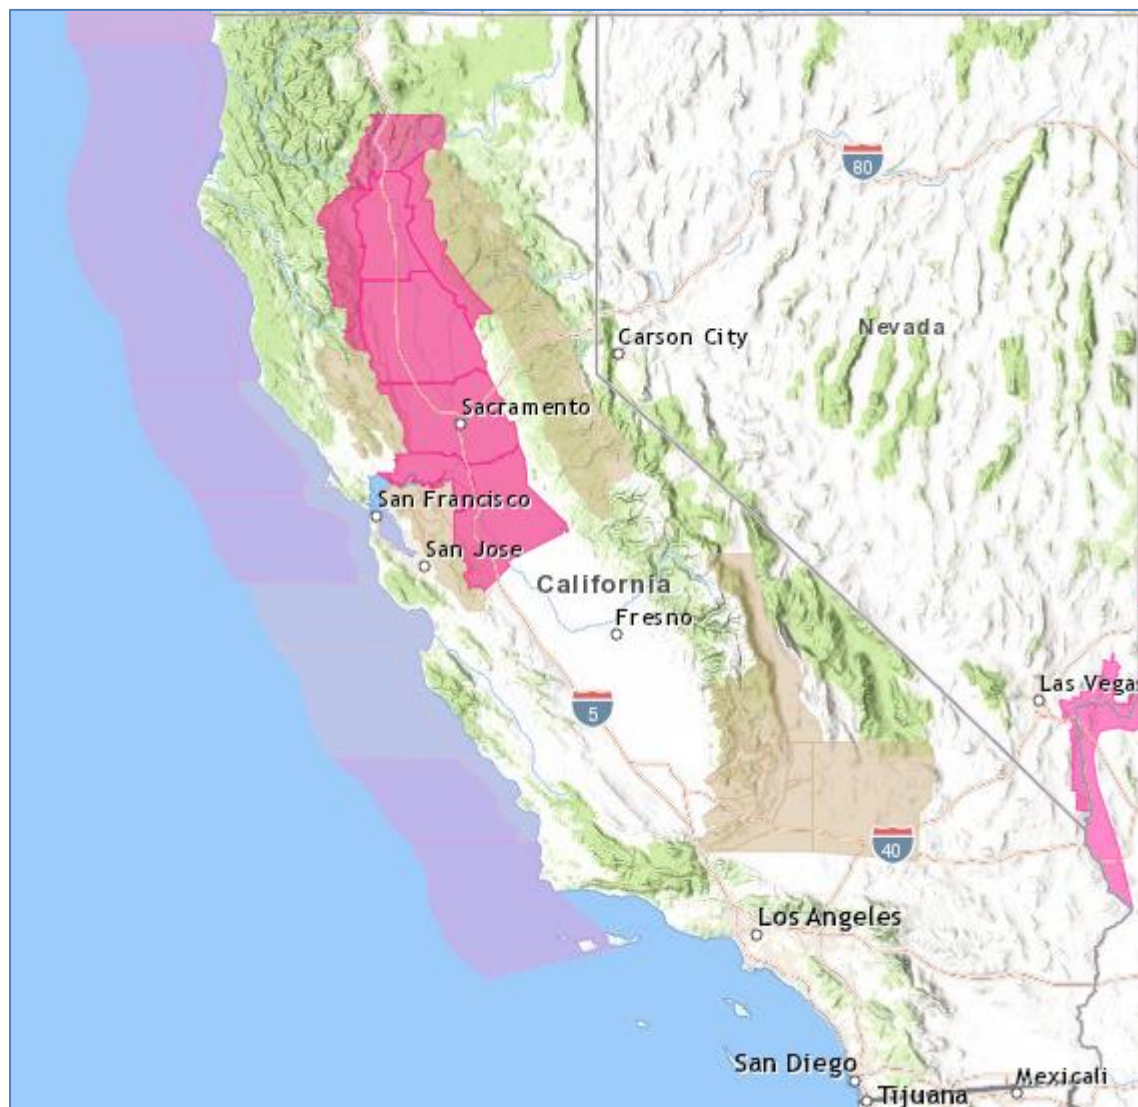 80
Nevada
Carson City
Sacramento
San Francisco
San Jose
California
Fresno
Las Vegas
5
40
Los Angeles
San Diego
Mexicali
Tijuana